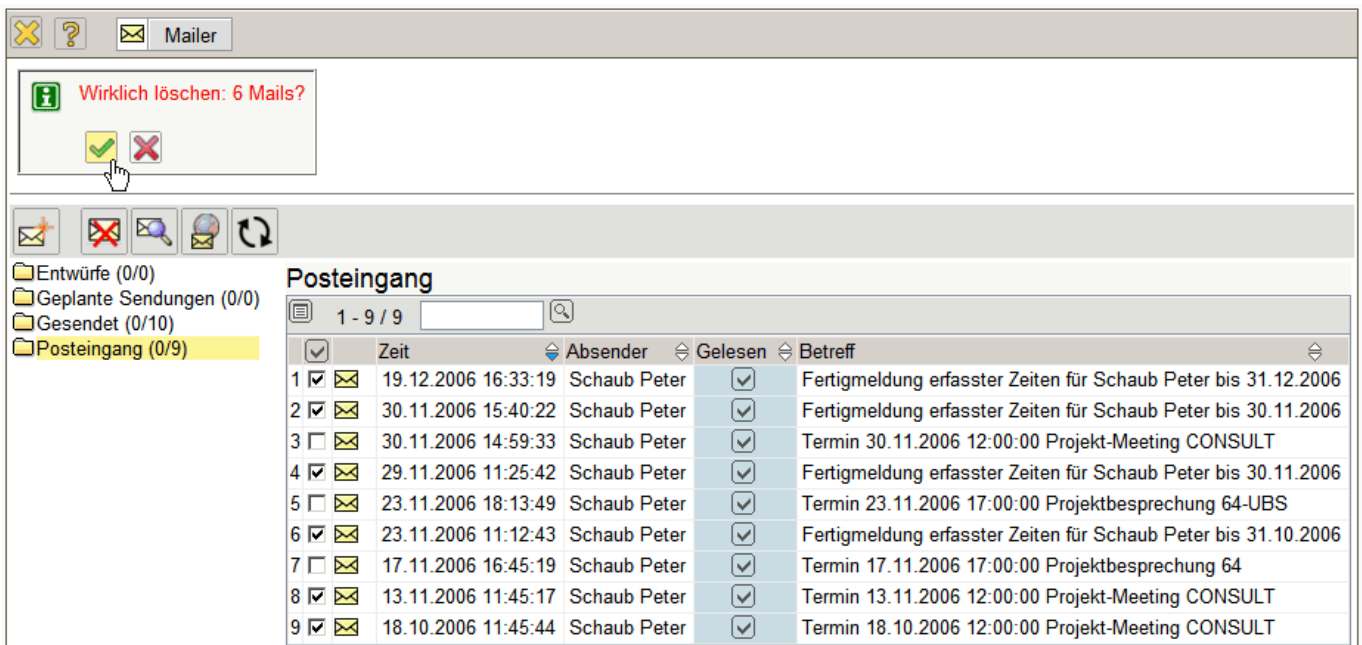 Mailer
Wirklich löschen: 6 Mails?
Entwürfe (0/0)
Geplante Sendungen (0/0)
Gesendet (0/10)
Posteingang (0/9)
Posteingang
1 - 9 / 9
Zeit Absender Gelesen Betreff
1 19.12.2006 16:33:19 Schaub Peter Fertigmeldung erfasster Zeiten für Schaub Peter bis 31.12.2006
2 30.11.2006 15:40:22 Schaub Peter Fertigmeldung erfasster Zeiten für Schaub Peter bis 30.11.2006
3 30.11.2006 14:59:33 Schaub Peter Termin 30.11.2006 12:00:00 Projekt-Meeting CONSULT
4 29.11.2006 11:25:42 Schaub Peter Fertigmeldung erfasster Zeiten für Schaub Peter bis 30.11.2006
5 23.11.2006 18:13:49 Schaub Peter Termin 23.11.2006 17:00:00 Projektbesprechung 64-UBS
6 23.11.2006 11:12:43 Schaub Peter Fertigmeldung erfasster Zeiten für Schaub Peter bis 31.10.2006
7 17.11.2006 16:45:19 Schaub Peter Termin 17.11.2006 17:00:00 Projektbesprechung 64
8 13.11.2006 11:45:17 Schaub Peter Termin 13.11.2006 12:00:00 Projekt-Meeting CONSULT
9 18.10.2006 11:45:44 Schaub Peter Termin 18.10.2006 12:00:00 Projekt-Meeting CONSULT